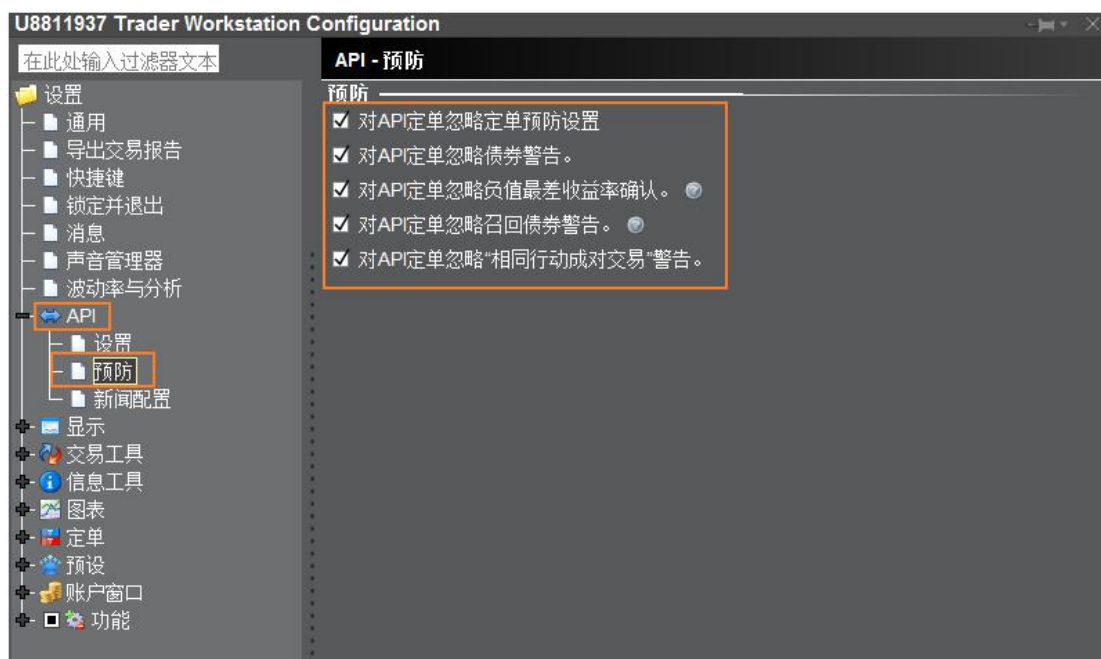 U8811937 Trader Workstation Configuration
在此处输入过滤器文本
设置
通用
导出交易报告
快捷键
锁定并退出
消息
声音管理器
波动率与分析
API
设置
预防
新闻配置
显示
交易工具
信息工具
图表
定单
预设
账户窗口
功能
API - 预防
预防
对API定单忽略定单预防设置
对API定单忽略债券警告。
对API定单忽略负值最差收益率确认。
对API定单忽略召回债券警告。
对API定单忽略“相同行动成对交易”警告。